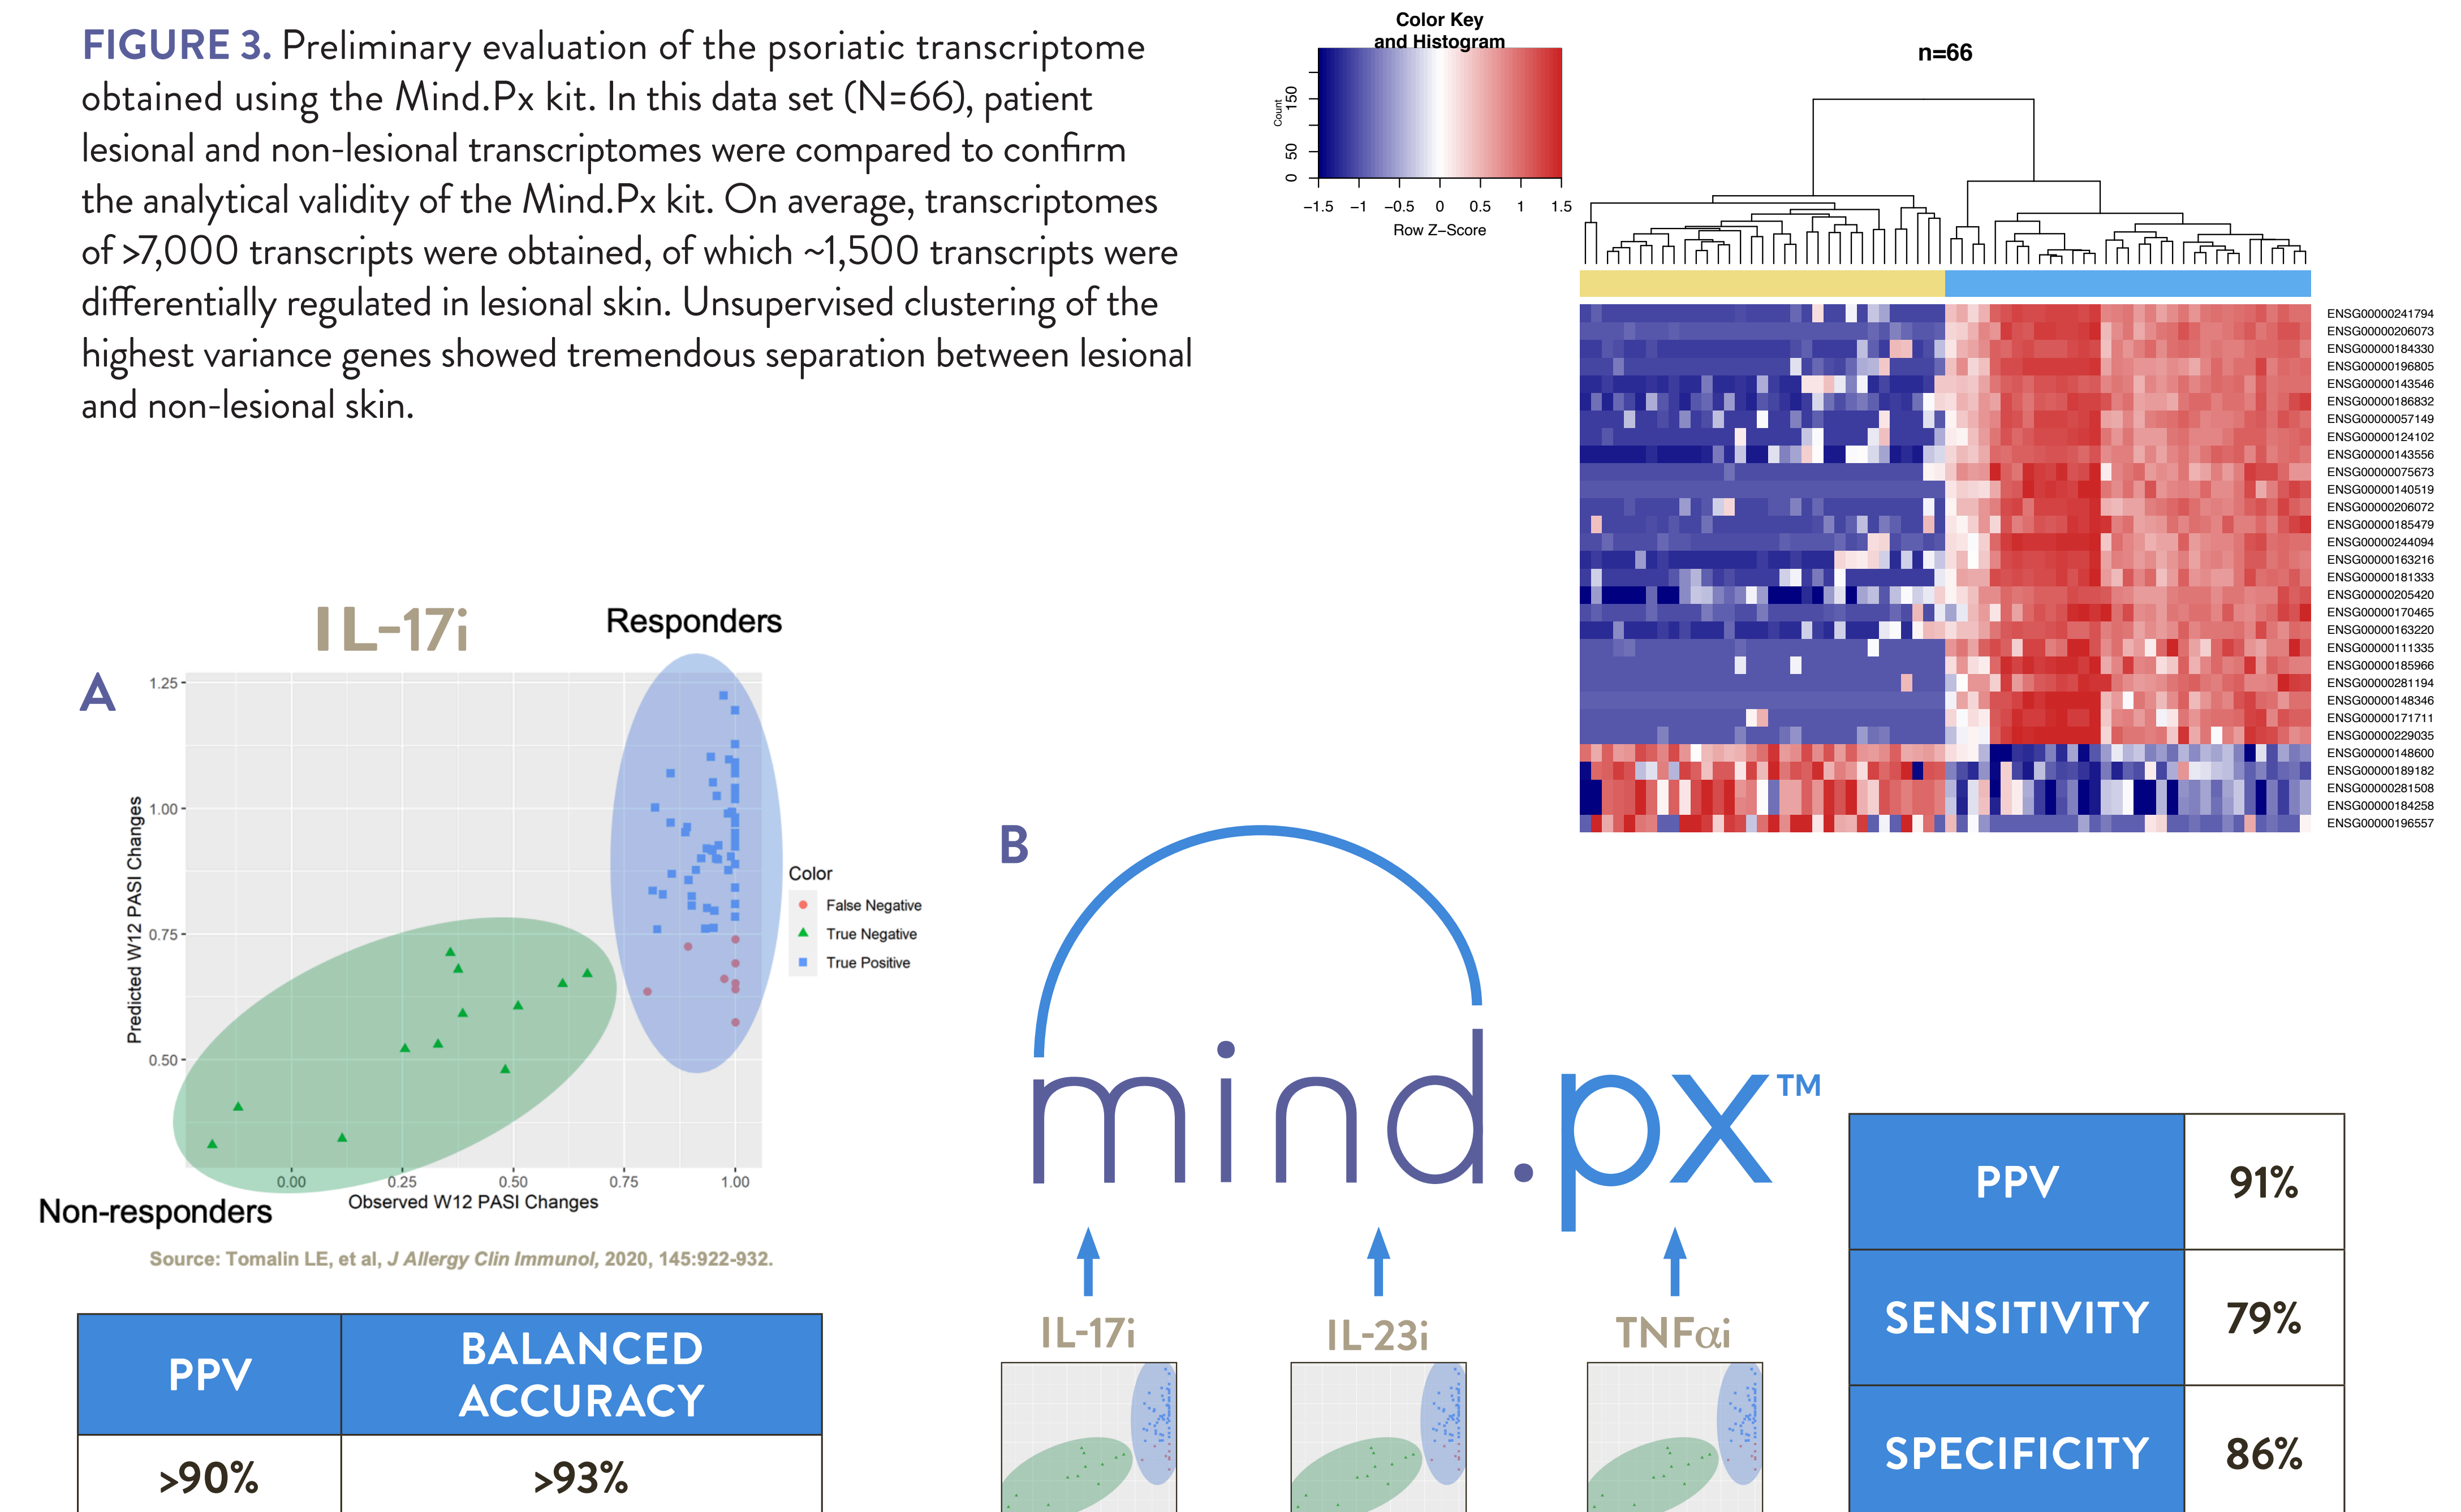 FIGURE 3. Preliminary evaluation of the psoriatic transcriptome
obtained using the Mind.Px kit. In this data set (N=66), patient
lesional and non-lesional transcriptomes were compared to confirm
the analytical validity of the Mind.Px kit. On average, transcriptomes
of >7,000 transcripts were obtained, of which ~1,500 transcripts were
differentially regulated in lesional skin. Unsupervised clustering of the
highest variance genes showed tremendous separation between lesional
and non-lesional skin.
Color Key
and Histogram
Count
0 50 150
−1.5 −1 −0.5 0 0.5 1 1.5
Row Z−Score
n=66
ENSG00000241794
ENSG00000206073
ENSG00000184330
ENSG00000196805
ENSG00000143546
ENSG00000186832
ENSG00000057149
ENSG00000124102
ENSG00000143556
ENSG00000075673
ENSG00000140519
ENSG00000206072
ENSG00000185479
ENSG00000244094
ENSG00000163216
ENSG00000181333
ENSG00000205420
ENSG00000170465
ENSG00000163220
ENSG00000111335
ENSG00000185966
ENSG00000281194
ENSG00000148346
ENSG00000171711
ENSG00000229035
ENSG00000148600
ENSG00000189182
ENSG00000281508
ENSG00000184258
ENSG00000196557
A
IL-17i
Responders
Predicted W12 PASI Changes
1.25
1.00
0.75
0.50
0.00 0.25 0.50 0.75 1.00
Observed W12 PASI Changes
Non-responders
Color
False Negative
True Negative
True Positive
Source: Tomalin LE, et al, J Allergy Clin Immunol, 2020, 145:922-932.
PPV
BALANCED
ACCURACY
>90%
>93%
B
mind.px™
IL-17i
IL-23i
TNFαi
PPV 91%
SENSITIVITY 79%
SPECIFICITY 86%